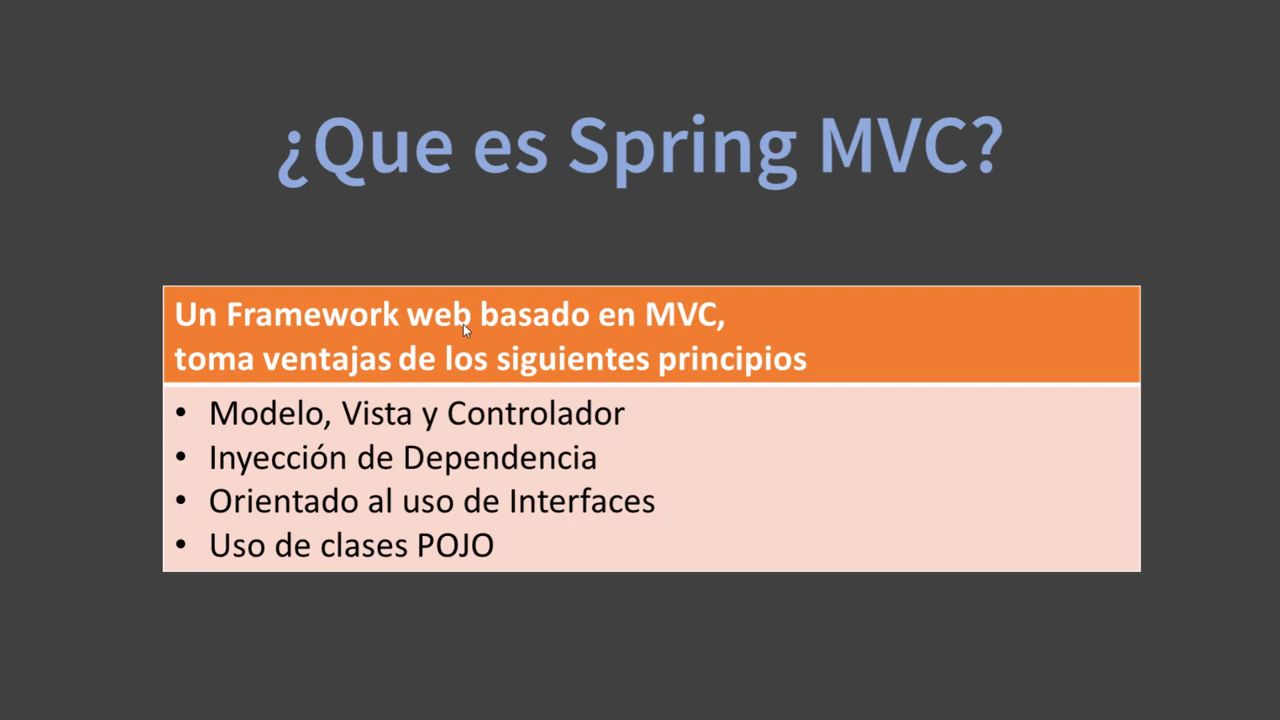 ¿Que es Spring MVC?
Un Framework web basado en MVC,
toma ventajas de los siguientes principios
• Modelo, Vista y Controlador
• Inyección de Dependencia
• Orientado al uso de Interfaces
• Uso de clases POJO